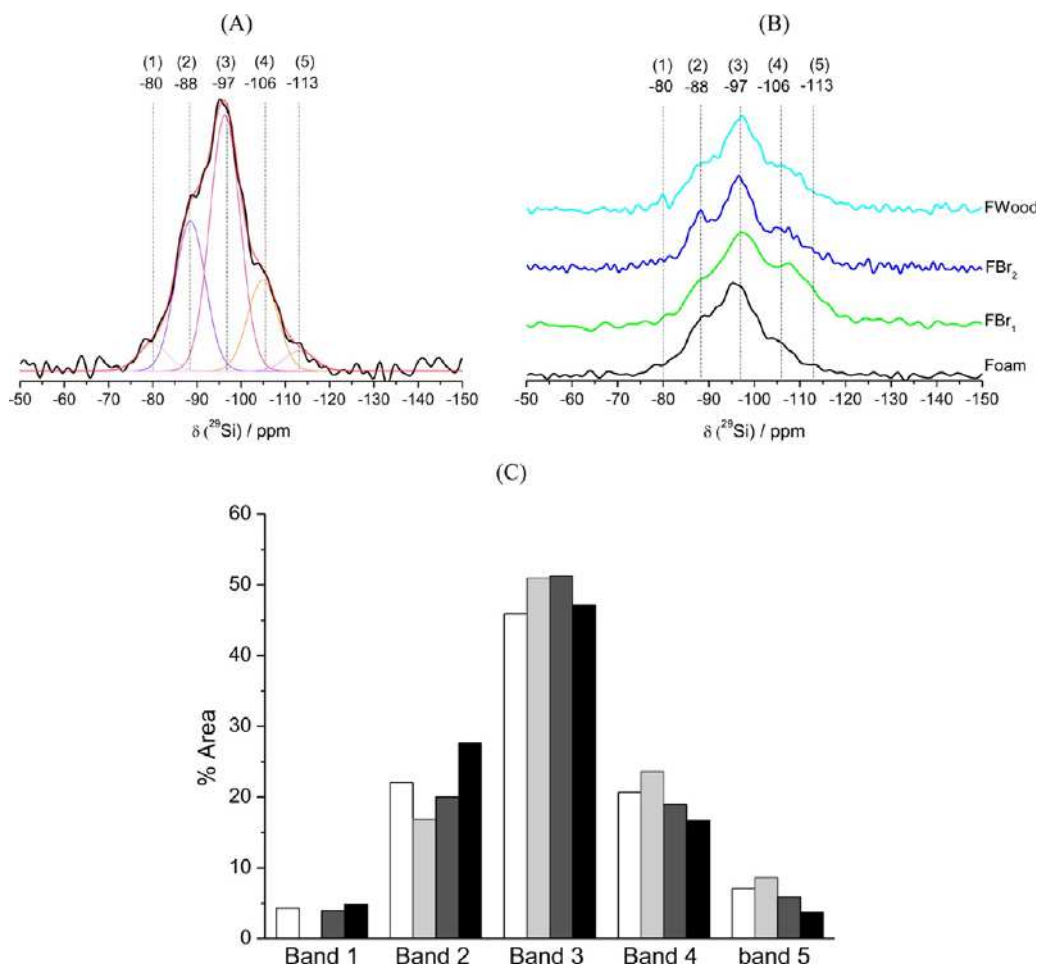 (A)
(1) (2) (3) (4) (5)
-80 -88 -97 -106 -113
-50 -60 -70 -80 -90 -100 -110 -120 -130 -140 -150
δ (²⁹Si) / ppm
(B)
(1) (2) (3) (4) (5)
-80 -88 -97 -106 -113
FWood
FBr₂
FBr₁
Foam
-50 -60 -70 -80 -90 -100 -110 -120 -130 -140 -150
δ (²⁹Si) / ppm
(C)
60
50
40
30
20
10
0
% Area
Band 1 Band 2 Band 3 Band 4 band 5